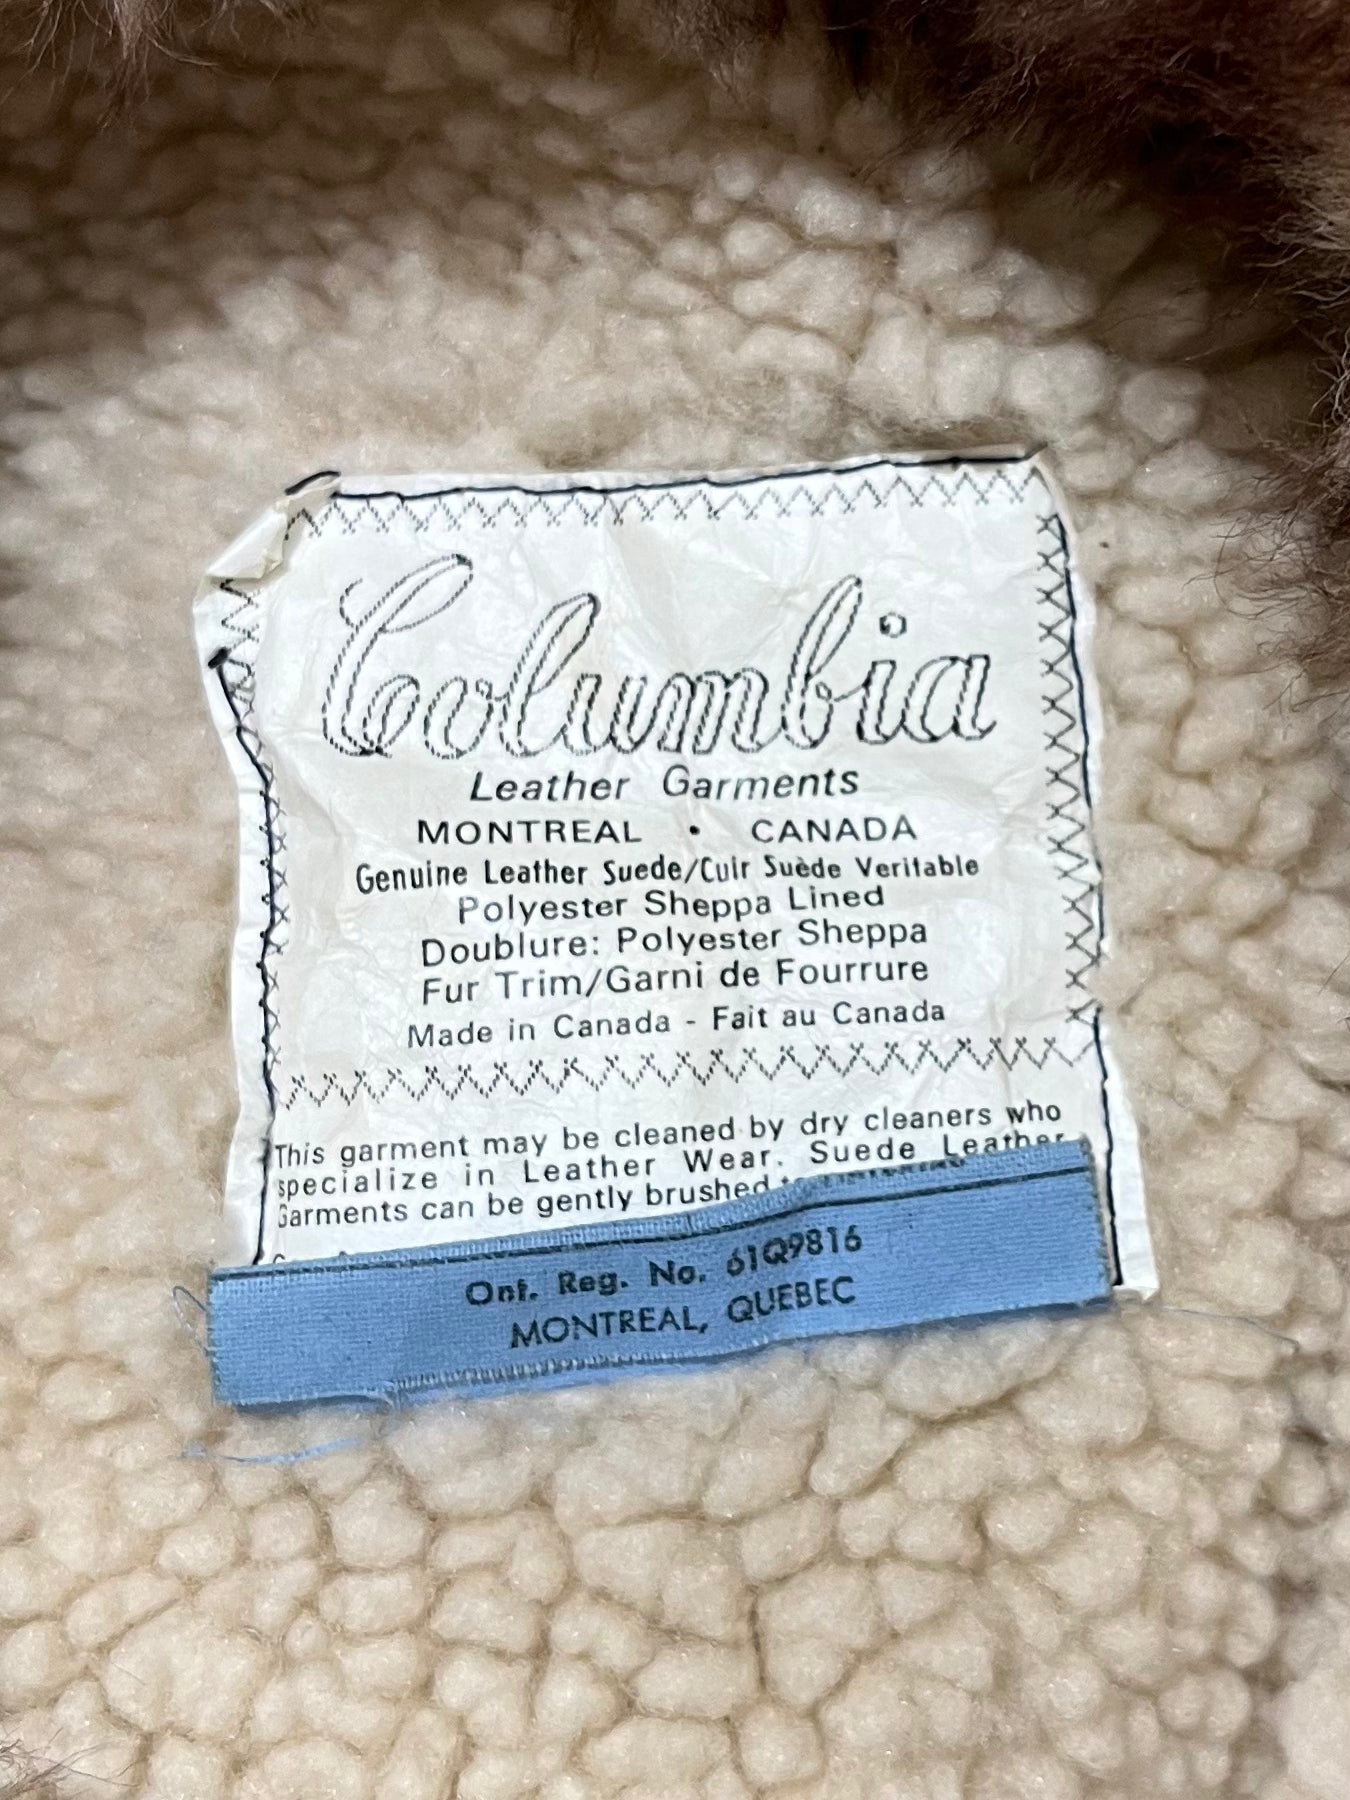 Columbia
Leather Garments
MONTREAL • CANADA
Genuine Leather Suede/Cuir Suède Veritable
Polyester Sheppa Lined
Doublure: Polyester Sheppa
Fur Trim/Garni de Fourrure
Made in Canada - Fait au Canada
This garment may be cleaned by dry cleaners who
specialize in Leather Wear. Suede Leather
Garments can be gently brushed
Ont. Reg. No. 61Q9816
MONTREAL, QUEBEC